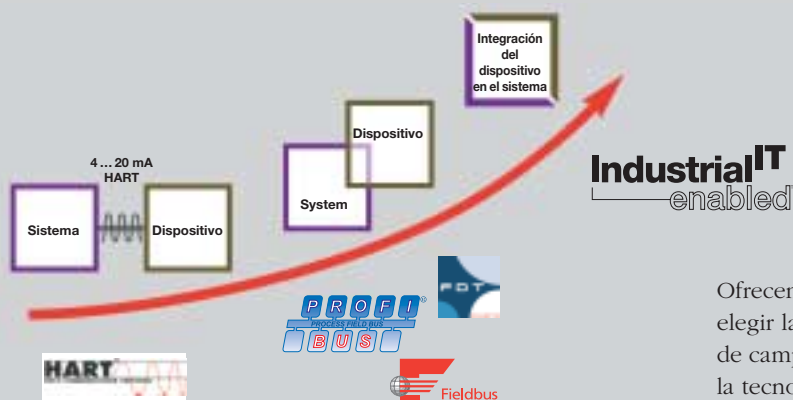 Integración
del
dispositivo
en el sistema
Dispositivo
4 ... 20 mA
HART
System
Sistema
Dispositivo
Industrial IT
enabled
PROFI
PROCESS FIELD BUS
BUS
FDT
HART
Fieldbus
Ofrecen
elegir la
de camp
la tecno